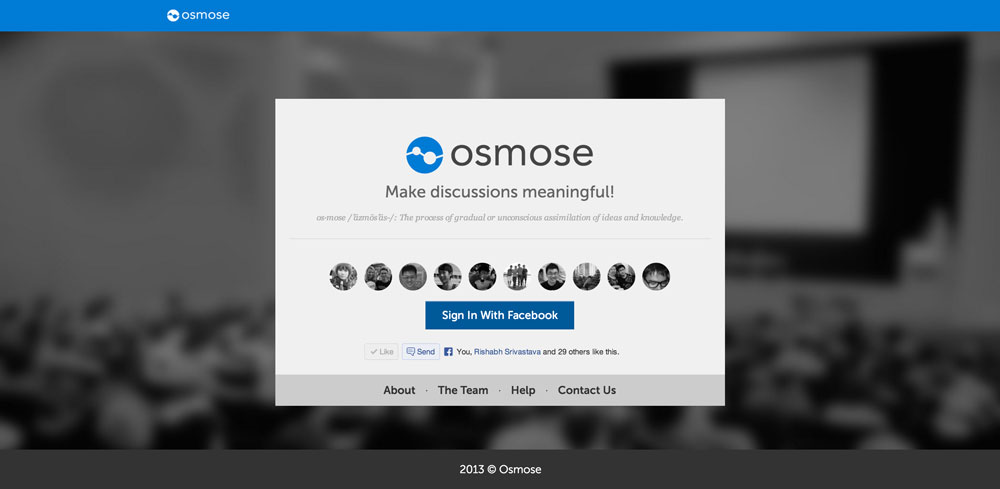 osmose
osmose
Make discussions meaningful!
os·mose /ˈäzmōsˈäs-/: The process of gradual or unconscious assimilation of ideas and knowledge.
Sign In With Facebook
Like Send You, Rishabh Srivastava and 29 others like this.
About · The Team · Help · Contact Us
2013 © Osmose